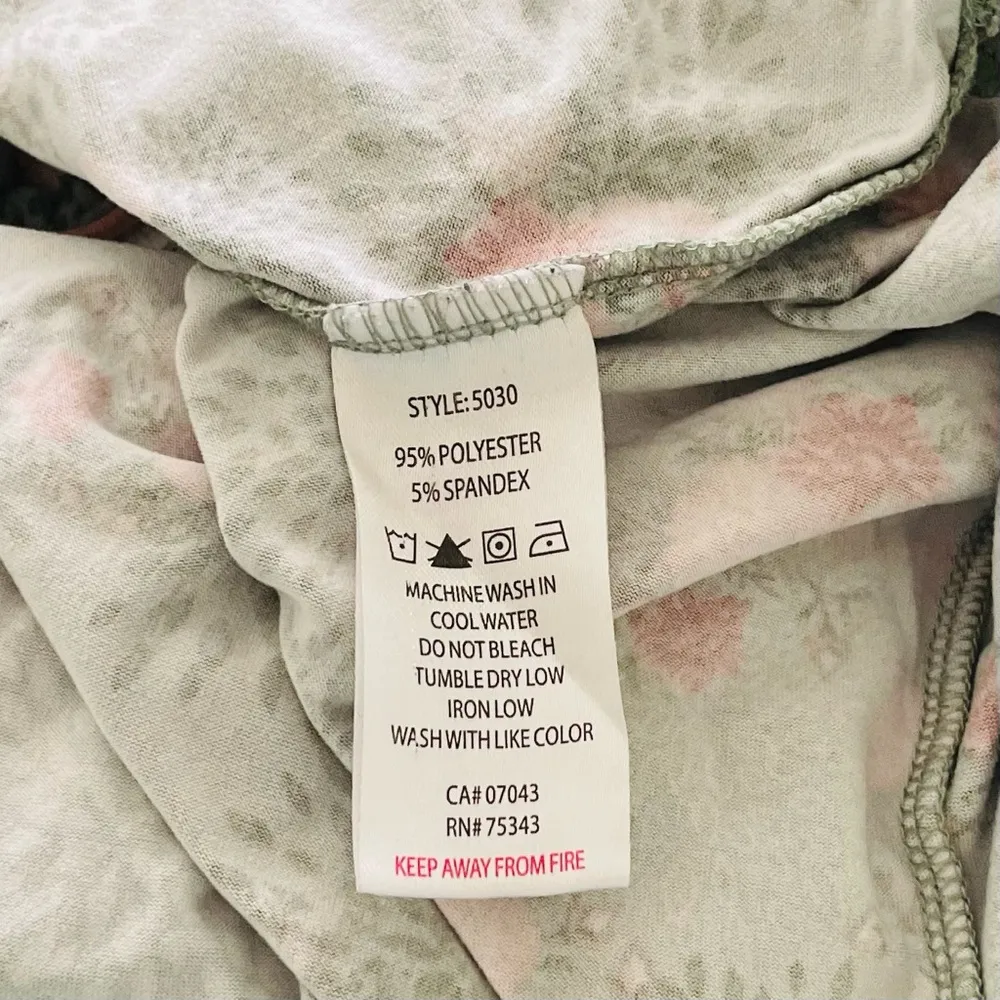 STYLE: 5030
95% POLYESTER
5% SPANDEX
MACHINE WASH IN
COOL WATER
DO NOT BLEACH
TUMBLE DRY LOW
IRON LOW
WASH WITH LIKE COLOR
CA# 07043
RN# 75343
KEEP AWAY FROM FIRE